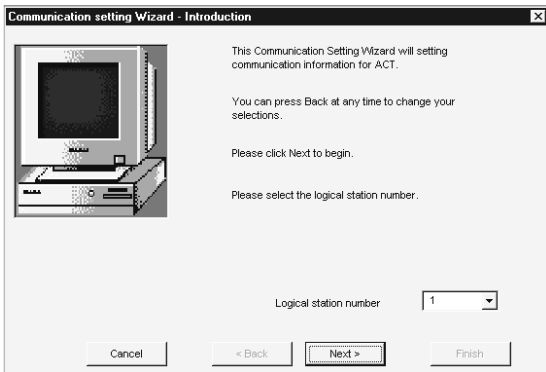 Communication setting Wizard - Introduction
This Communication Setting Wizard will setting
communication information for ACT.
You can press Back at any time to change your
selections.
Please click Next to begin.
Please select the logical station number.
Logical station number 1
Cancel < Back Next > Finish